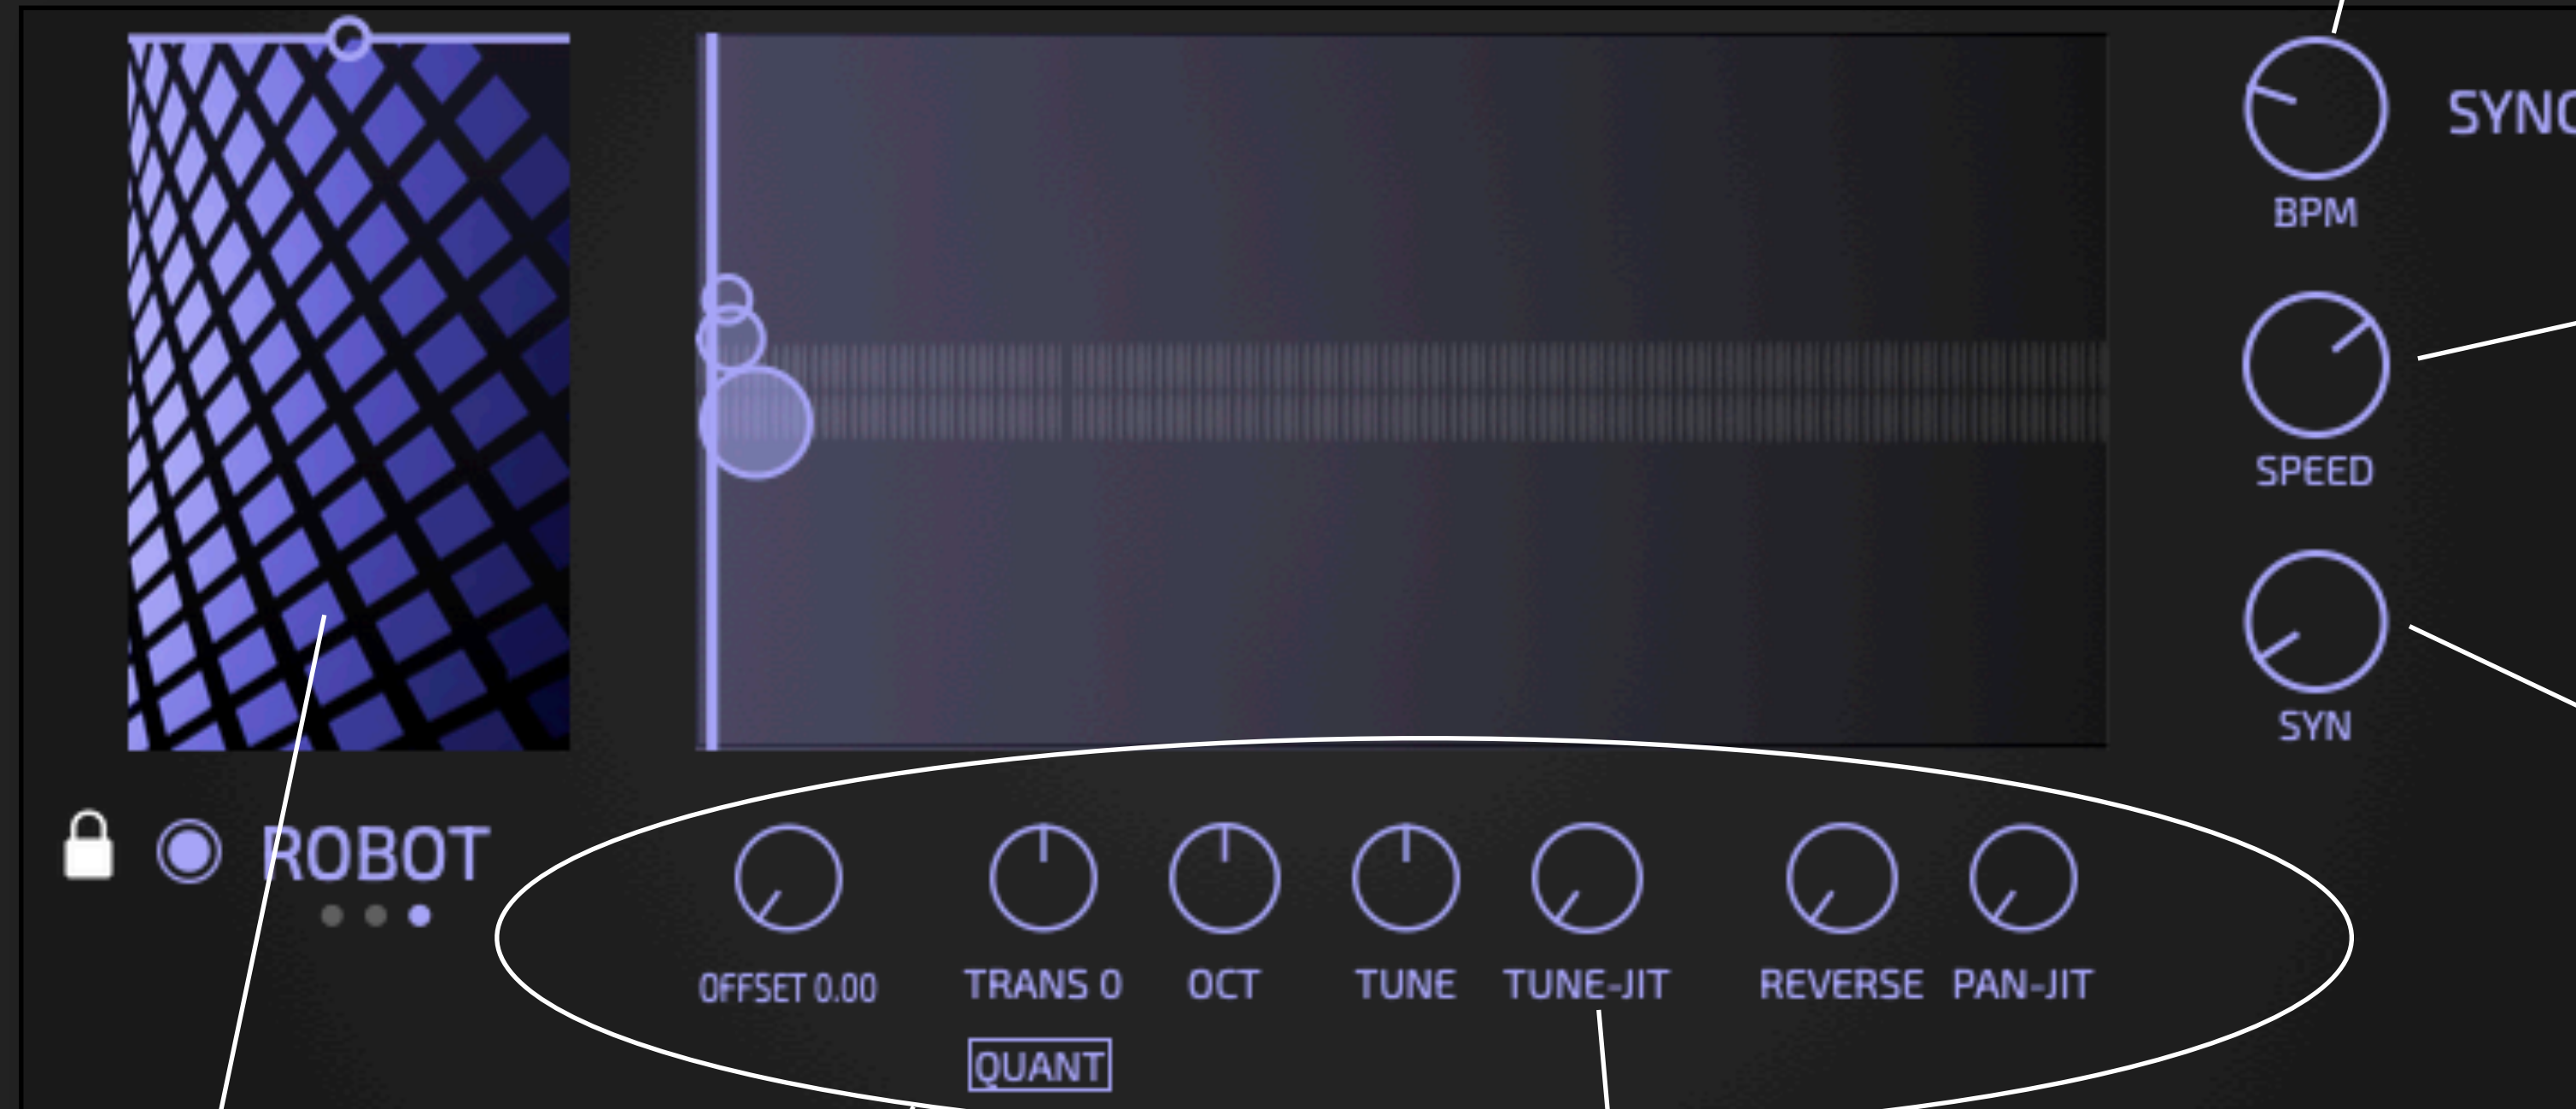 SYNC
BPM
SPEED
SYN
ROBOT
OFFSET 0.00 TRANS 0 OCT TUNE TUNE-JIT REVERSE PAN-JIT
QUANT